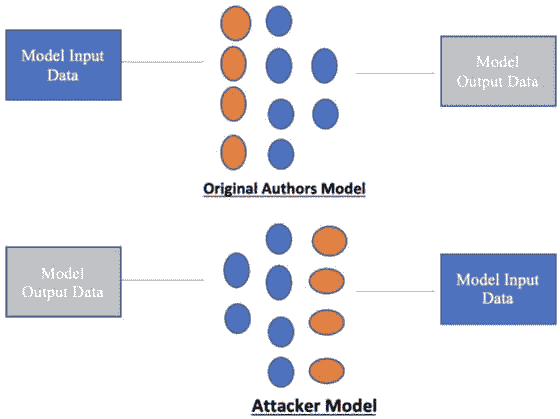 Model Input
Data
Model
Output Data
Original Authors Model
Model
Output Data
Model Input
Data
Attacker Model